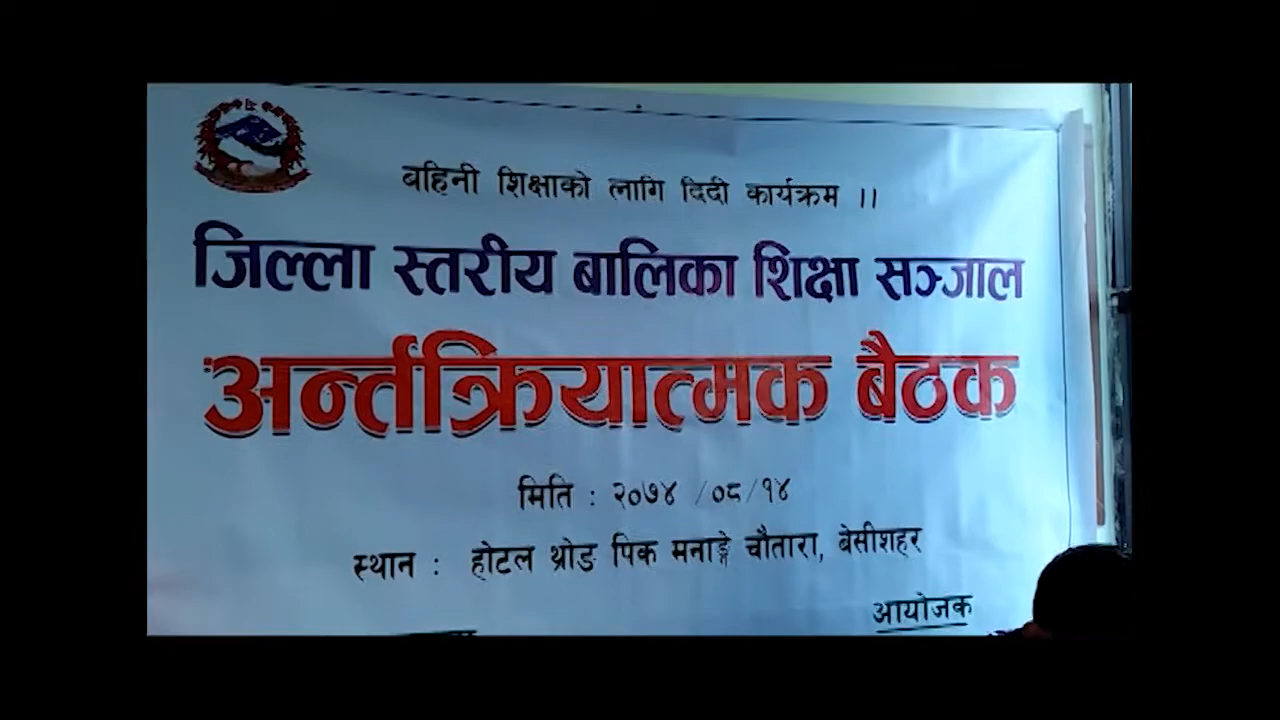 बहिनी शिक्षाको लागि दिदी कार्यक्रम ।।
जिल्ला स्तरीय बालिका शिक्षा सञ्जाल
अर्न्तक्रियात्मक बैठक
मिति : २०७४ /०८/१४
स्थान : होटल थ्रोङ पिक मनाङ्गे चौतारा, बेसीशहर
आयोजक